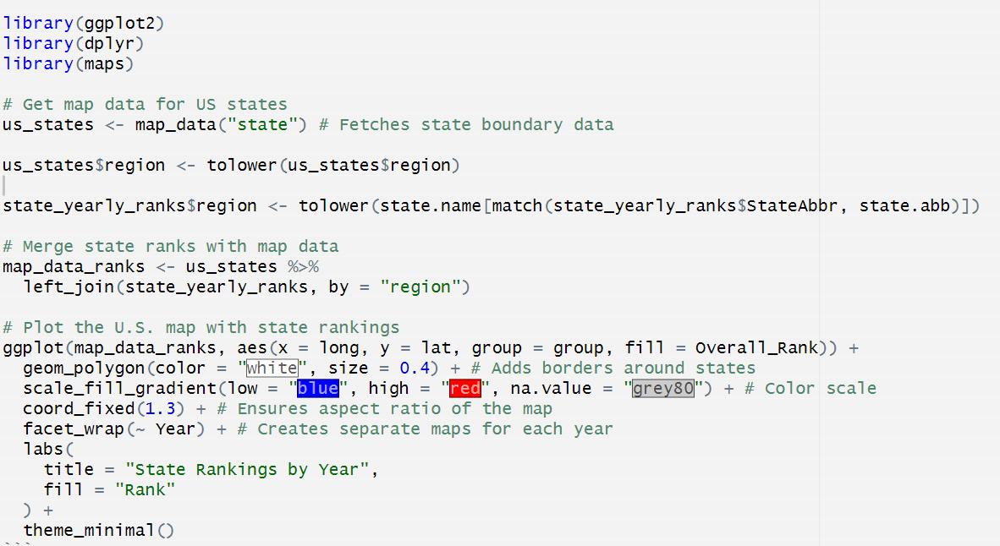 library(ggplot2)
library(dplyr)
library(maps)
# Get map data for US states
us_states <- map_data("state") # Fetches state boundary data
us_states$region <- tolower(us_states$region)
state_yearly_ranks$region <- tolower(state.name[match(state_yearly_ranks$StateAbbr, state.abb)])
# Merge state ranks with map data
map_data_ranks <- us_states %>%
  left_join(state_yearly_ranks, by = "region")
# Plot the U.S. map with state rankings
ggplot(map_data_ranks, aes(x = long, y = lat, group = group, fill = Overall_Rank)) +
  geom_polygon(color = "white", size = 0.4) + # Adds borders around states
  scale_fill_gradient(low = "blue", high = "red", na.value = "grey80") + # Color scale
  coord_fixed(1.3) + # Ensures aspect ratio of the map
  facet_wrap(~ Year) + # Creates separate maps for each year
  labs(
    title = "State Rankings by Year",
    fill = "Rank"
  ) +
  theme_minimal()
```